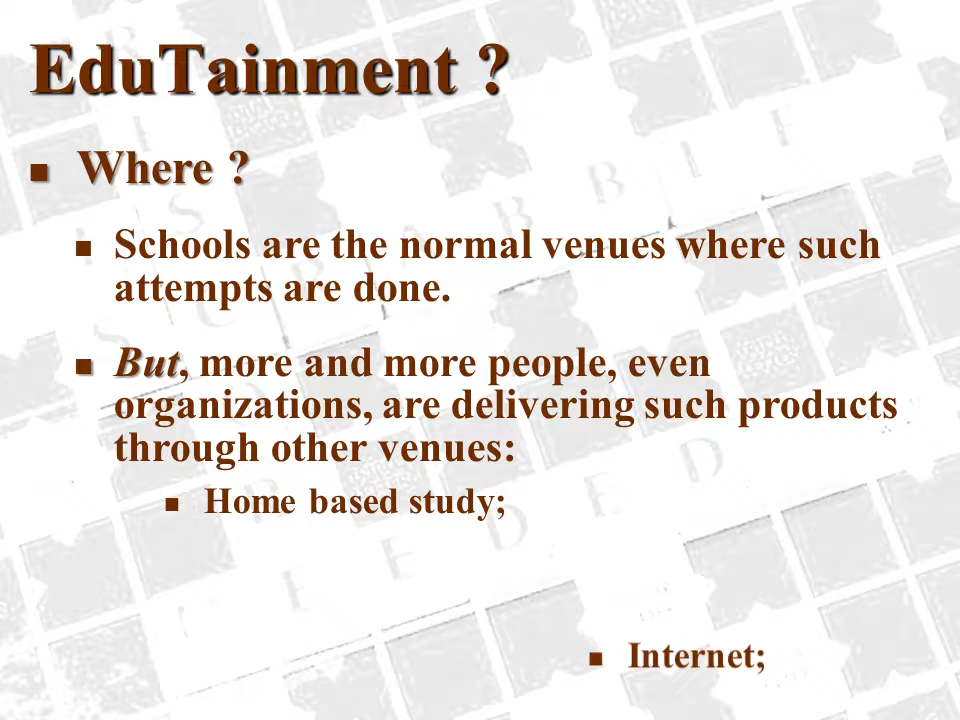 EduTainment ?
Where ?
Schools are the normal venues where such
attempts are done.
But, more and more people, even
organizations, are delivering such products
through other venues:
Home based study;
Internet;